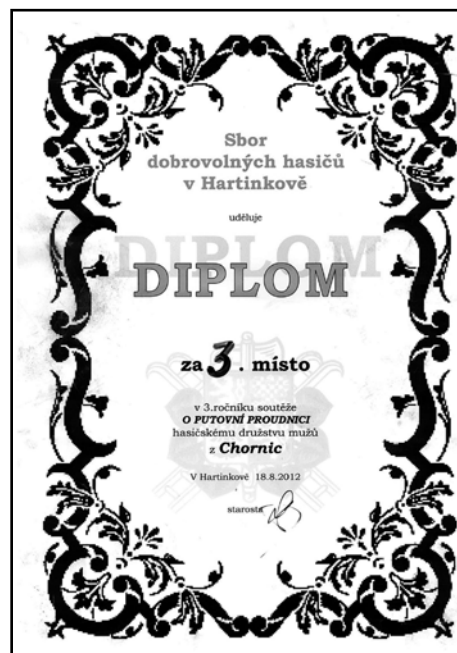 Sbor
dobrovolných hasičů
v Hartinkově
uděluje
DIPLOM
za 3. místo
v 3.ročníku soutěže
O PUTOVNÍ PROUDNICI
hasičskému družstvu mužů
z Chornic
V Hartinkově 18.8.2012
starosta